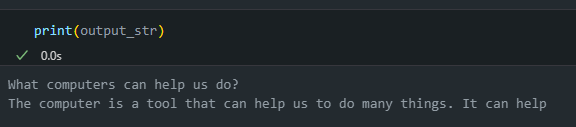 print(output_str)
0.0s
What computers can help us do?
The computer is a tool that can help us to do many things. It can help